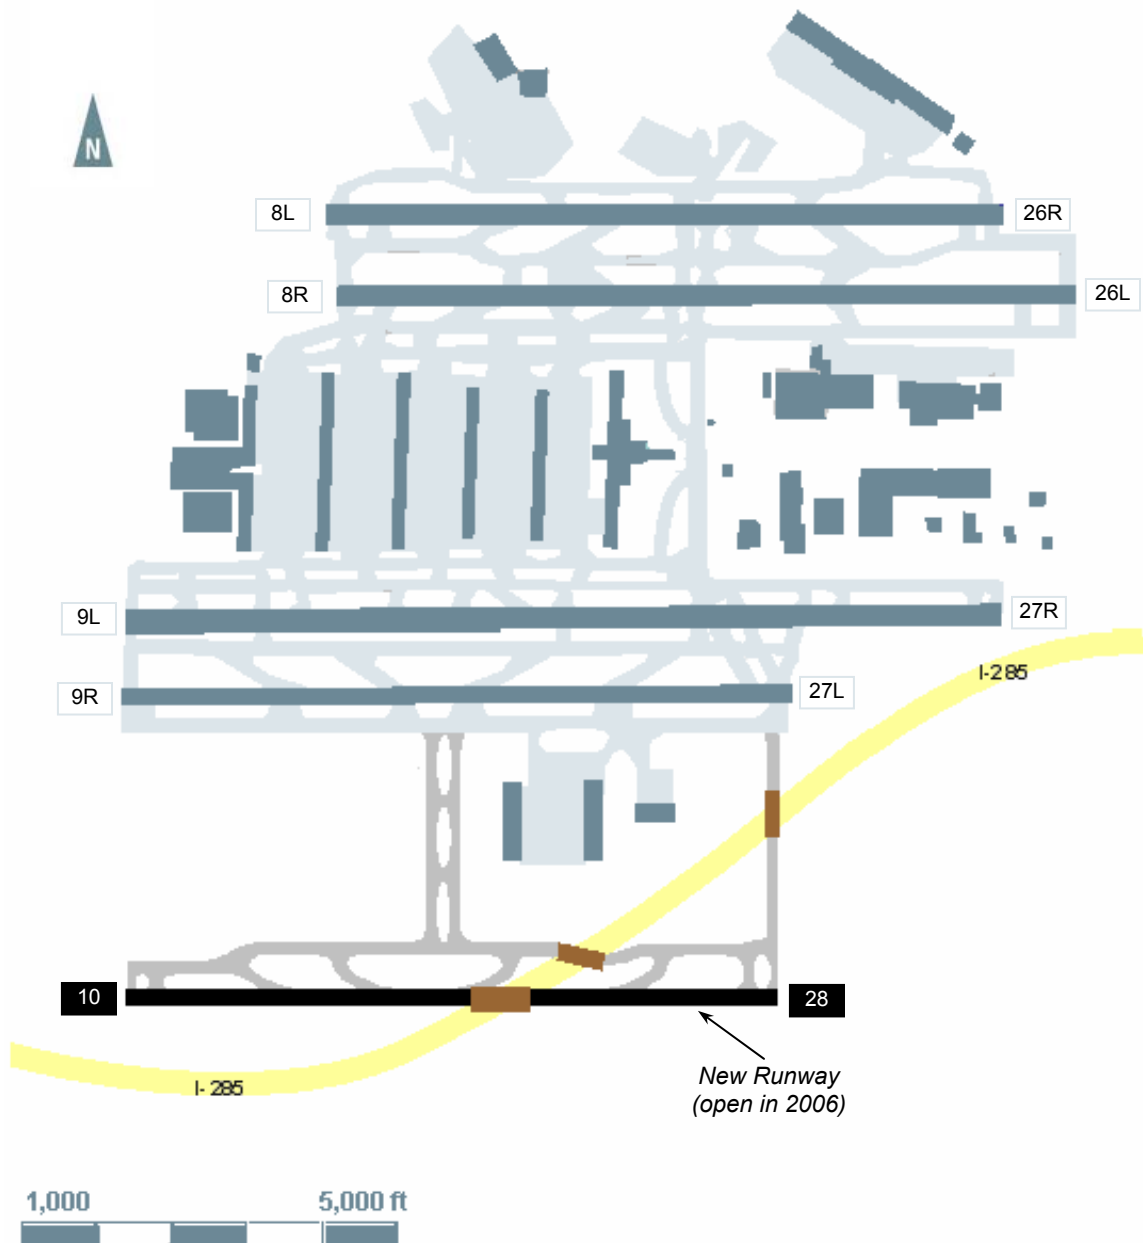 N
8L
26R
8R
26L
9L
27R
I-285
9R
27L
10
28
New Runway
(open in 2006)
I-285
1,000
5,000 ft